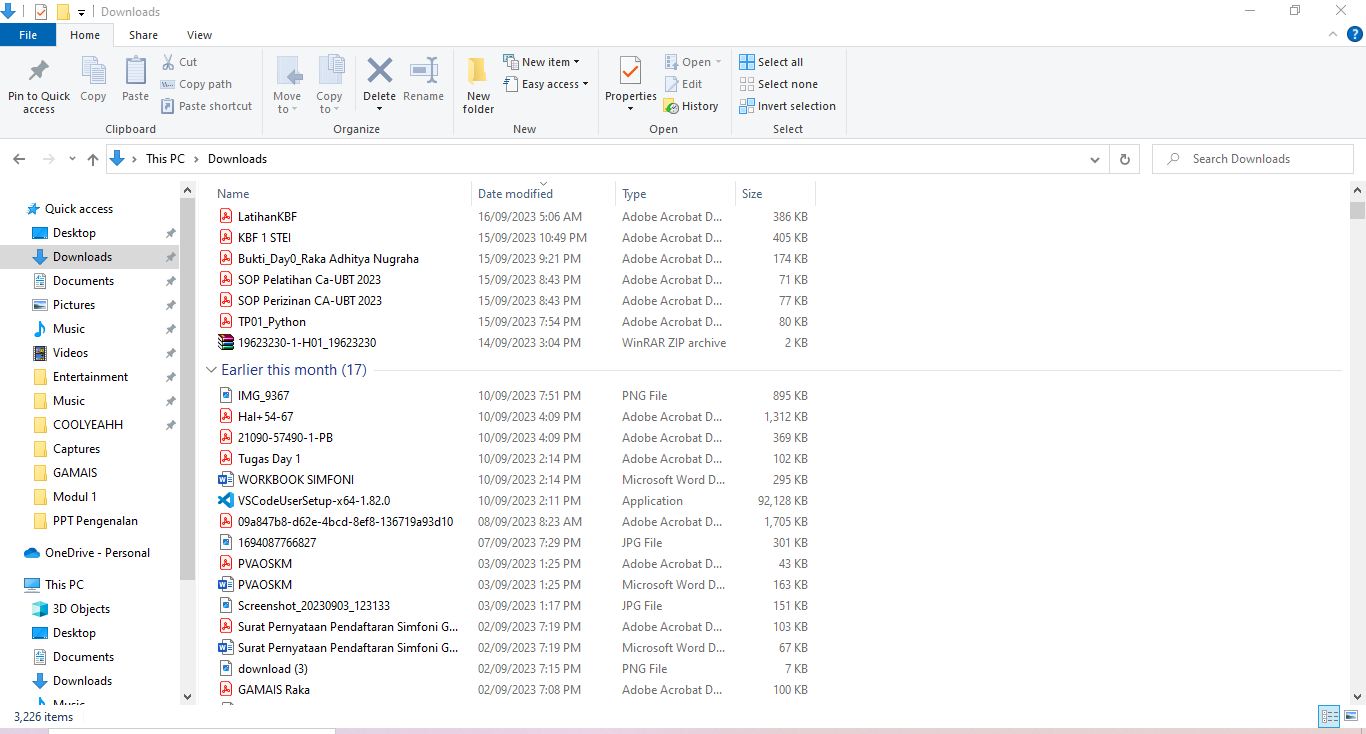 Downloads
File Home Share View
Pin to Quick access
Copy
Paste
Cut
Copy path
Paste shortcut
Clipboard
Move to
Copy to
Delete
Rename
Organize
New folder
New item
Easy access
New
Properties
Open
Edit
History
Open
Select all
Select none
Invert selection
Select
This PC Downloads
Search Downloads
Quick access
Desktop
Downloads
Documents
Pictures
Music
Videos
Entertainment
Music
COOLYEAHH
Captures
GAMAIS
Modul 1
PPT Pengenalan
OneDrive - Personal
This PC
3D Objects
Desktop
Documents
Downloads
Music
Name Date modified Type Size
LatihanKBF 16/09/2023 5:06 AM Adobe Acrobat D... 386 KB
KBF 1 STEI 15/09/2023 10:49 PM Adobe Acrobat D... 405 KB
Bukti_Day0_Raka Adhitya Nugraha 15/09/2023 9:21 PM Adobe Acrobat D... 174 KB
SOP Pelatihan Ca-UBT 2023 15/09/2023 8:43 PM Adobe Acrobat D... 71 KB
SOP Perizinan CA-UBT 2023 15/09/2023 8:43 PM Adobe Acrobat D... 77 KB
TP01_Python 15/09/2023 7:54 PM Adobe Acrobat D... 80 KB
19623230-1-H01_19623230 14/09/2023 3:04 PM WinRAR ZIP archive 2 KB
Earlier this month (17)
IMG_9367 10/09/2023 7:51 PM PNG File 895 KB
Hal+54-67 10/09/2023 4:09 PM Adobe Acrobat D... 1,312 KB
21090-57490-1-PB 10/09/2023 4:09 PM Adobe Acrobat D... 369 KB
Tugas Day 1 10/09/2023 2:14 PM Adobe Acrobat D... 102 KB
WORKBOOK SIMFONI 10/09/2023 2:14 PM Microsoft Word D... 295 KB
VSCodeUserSetup-x64-1.82.0 10/09/2023 2:11 PM Application 92,128 KB
09a847b8-d62e-4bcd-8ef8-136719a93d10 08/09/2023 8:23 AM Adobe Acrobat D... 1,705 KB
1694087766827 07/09/2023 7:29 PM JPG File 301 KB
PVAOSKM 03/09/2023 1:25 PM Adobe Acrobat D... 43 KB
PVAOSKM 03/09/2023 1:25 PM Microsoft Word D... 163 KB
Screenshot_20230903_123133 03/09/2023 1:17 PM JPG File 151 KB
Surat Pernyataan Pendaftaran Simfoni G... 02/09/2023 7:19 PM Adobe Acrobat D... 103 KB
Surat Pernyataan Pendaftaran Simfoni G... 02/09/2023 7:19 PM Microsoft Word D... 67 KB
download (3) 02/09/2023 7:15 PM PNG File 7 KB
GAMAIS Raka 02/09/2023 7:08 PM Adobe Acrobat D... 100 KB
3,226 items